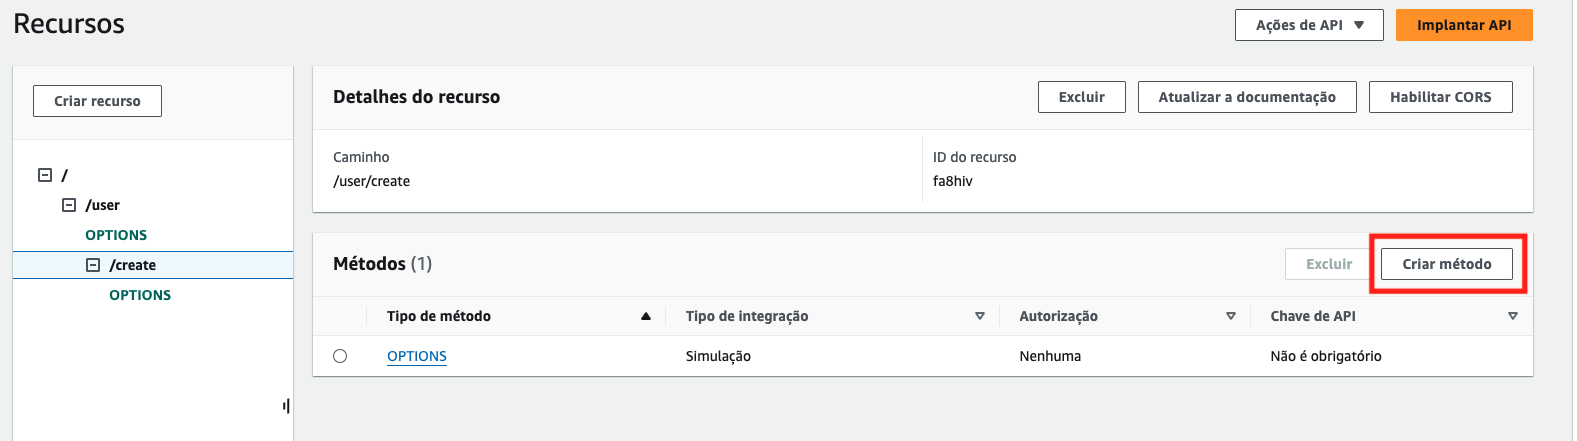 Recursos
Ações de API
Implantar API
Criar recurso
/
/user
OPTIONS
/create
OPTIONS
Detalhes do recurso
Excluir
Atualizar a documentação
Habilitar CORS
Caminho
/user/create
ID do recurso
fa8hiv
Métodos (1)
Excluir
Criar método
Tipo de método
Tipo de integração
Autorização
Chave de API
OPTIONS
Simulação
Nenhuma
Não é obrigatório